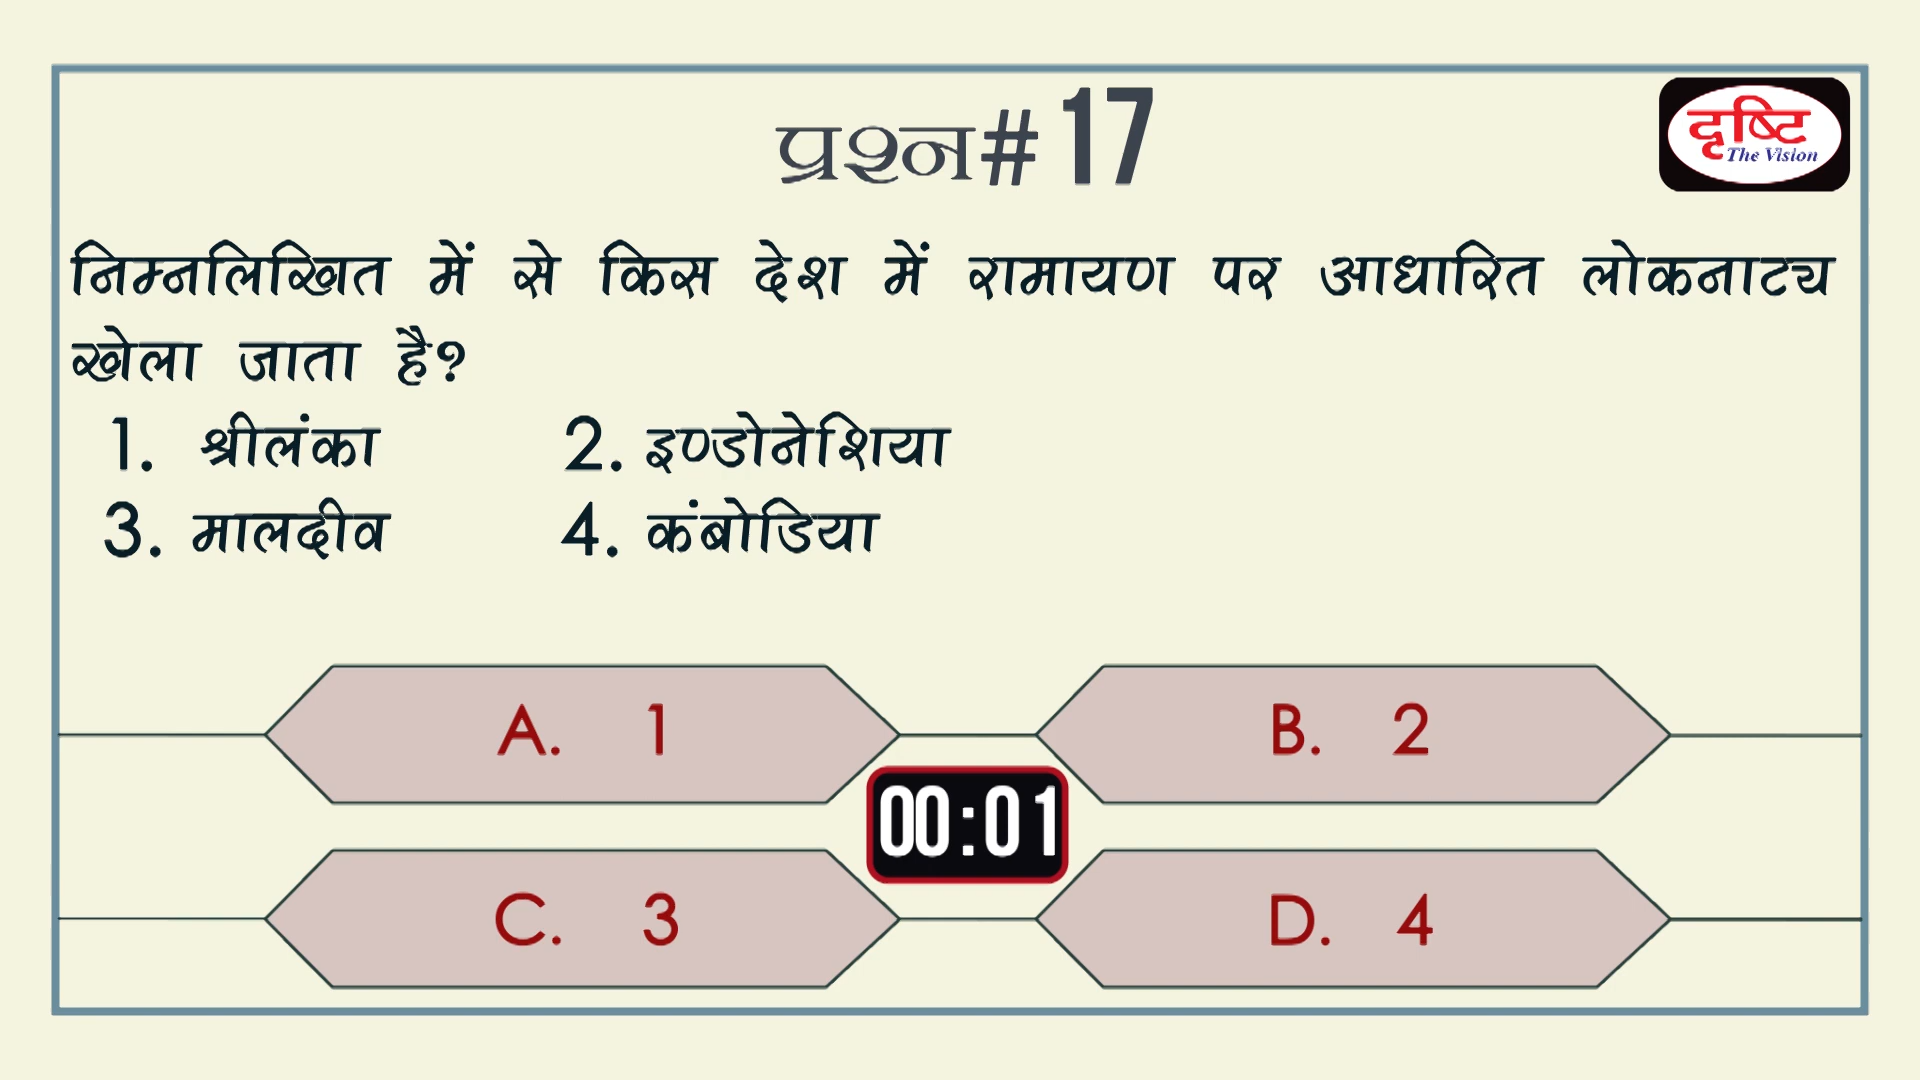 प्रश्न# 17
दृष्टि
The Vision
निम्नलिखित में से किस देश में रामायण पर आधारित लोकनाट्य
खेला जाता है?
1. श्रीलंका 2. इण्डोनेशिया
3. मालदीव 4. कंबोडिया
A. 1 B. 2
00:01
C. 3 D. 4